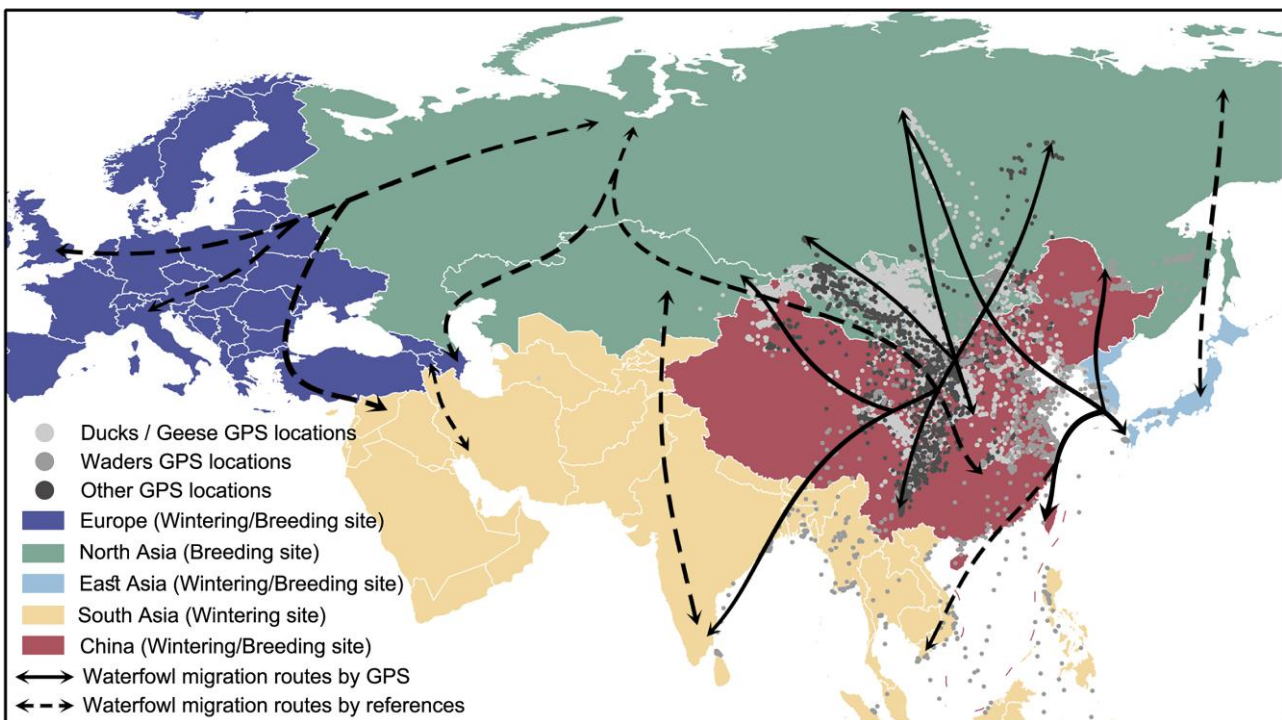 Ducks / Geese GPS locations
Waders GPS locations
Other GPS locations
Europe (Wintering/Breeding site)
North Asia (Breeding site)
East Asia (Wintering/Breeding site)
South Asia (Wintering site)
China (Wintering/Breeding site)
Waterfowl migration routes by GPS
Waterfowl migration routes by references